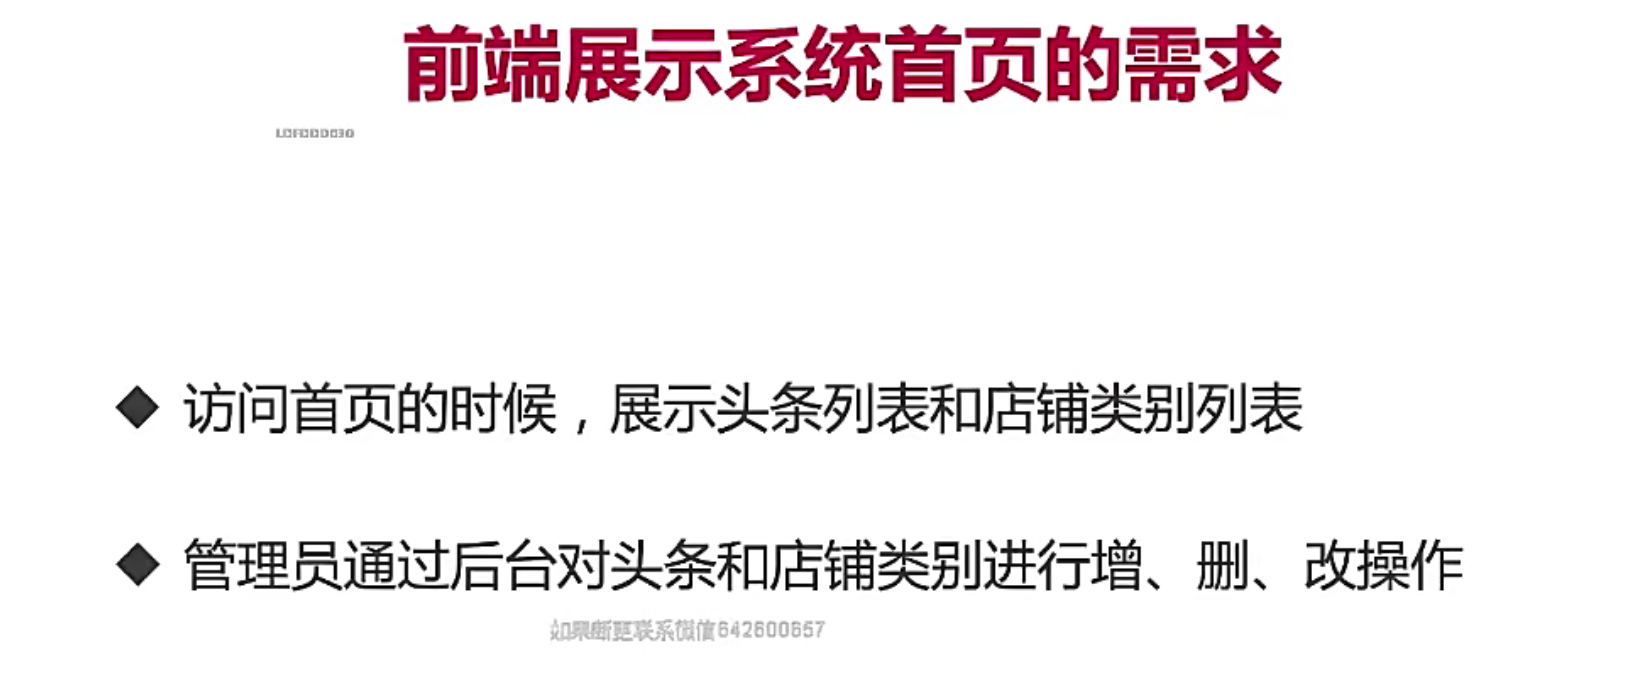 前端展示系统首页的需求
◆ 访问首页的时候，展示头条列表和店铺类别列表
◆ 管理员通过后台对头条和店铺类别进行增、删、改操作
如果断更联系微信642600657